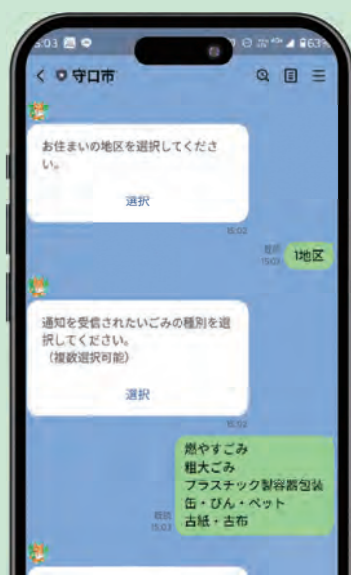 5:03
63%
守口市
お住まいの地区を選択してくださ
い。
選択
15:02
既読
15:03
1地区
通知を受信されたいごみの種別を選
択してください。
(複数選択可能)
選択
15:02
燃やすごみ
粗大ごみ
プラスチック製容器包装
缶・びん・ペット
古紙・古布
既読
15:03